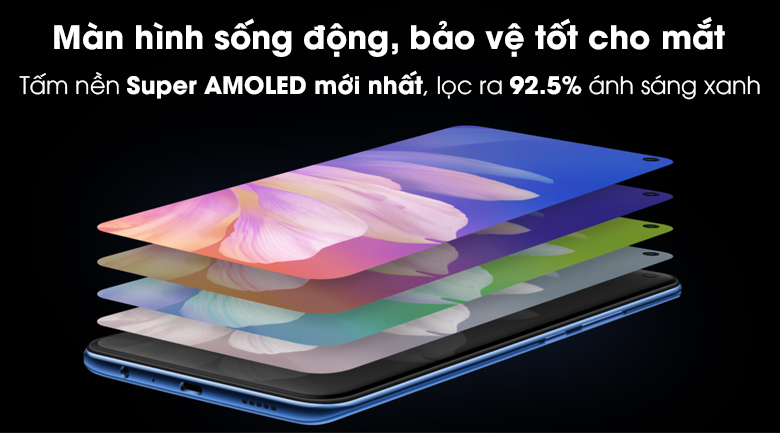 Màn hình sống động, bảo vệ tốt cho mắt
Tấm nền Super AMOLED mới nhất, lọc ra 92.5% ánh sáng xanh